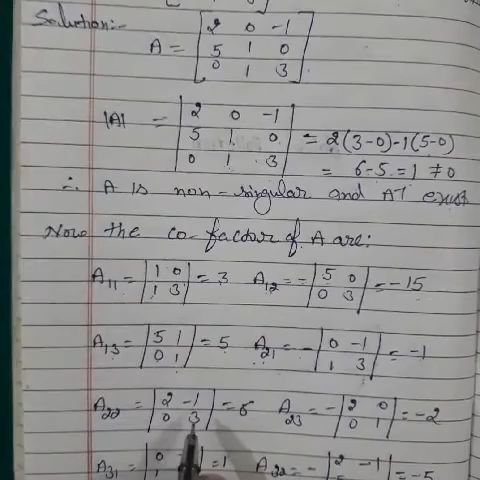 Solution:-
A = [2 0 -1
5 1 0
0 1 3]
|A| = |2 0 -1
5 1 0
0 1 3| = 2(3-0)-1(5-0)
= 6-5 = 1 ≠ 0
∴ A is non-singular and A⁻¹ exist
Now the co-factor of A are:
A11 = |1 0
1 3| = 3 A12 = -|5 0
0 3| = -15
A13 = |5 1
0 1| = 5 A21 = -|0 -1
1 3| = -1
A22 = |2 -1
0 3| = 6 A23 = -|2 0
0 1| = -2
A31 = |0
1 | = 1 A32 = -|2 -1
| = -5